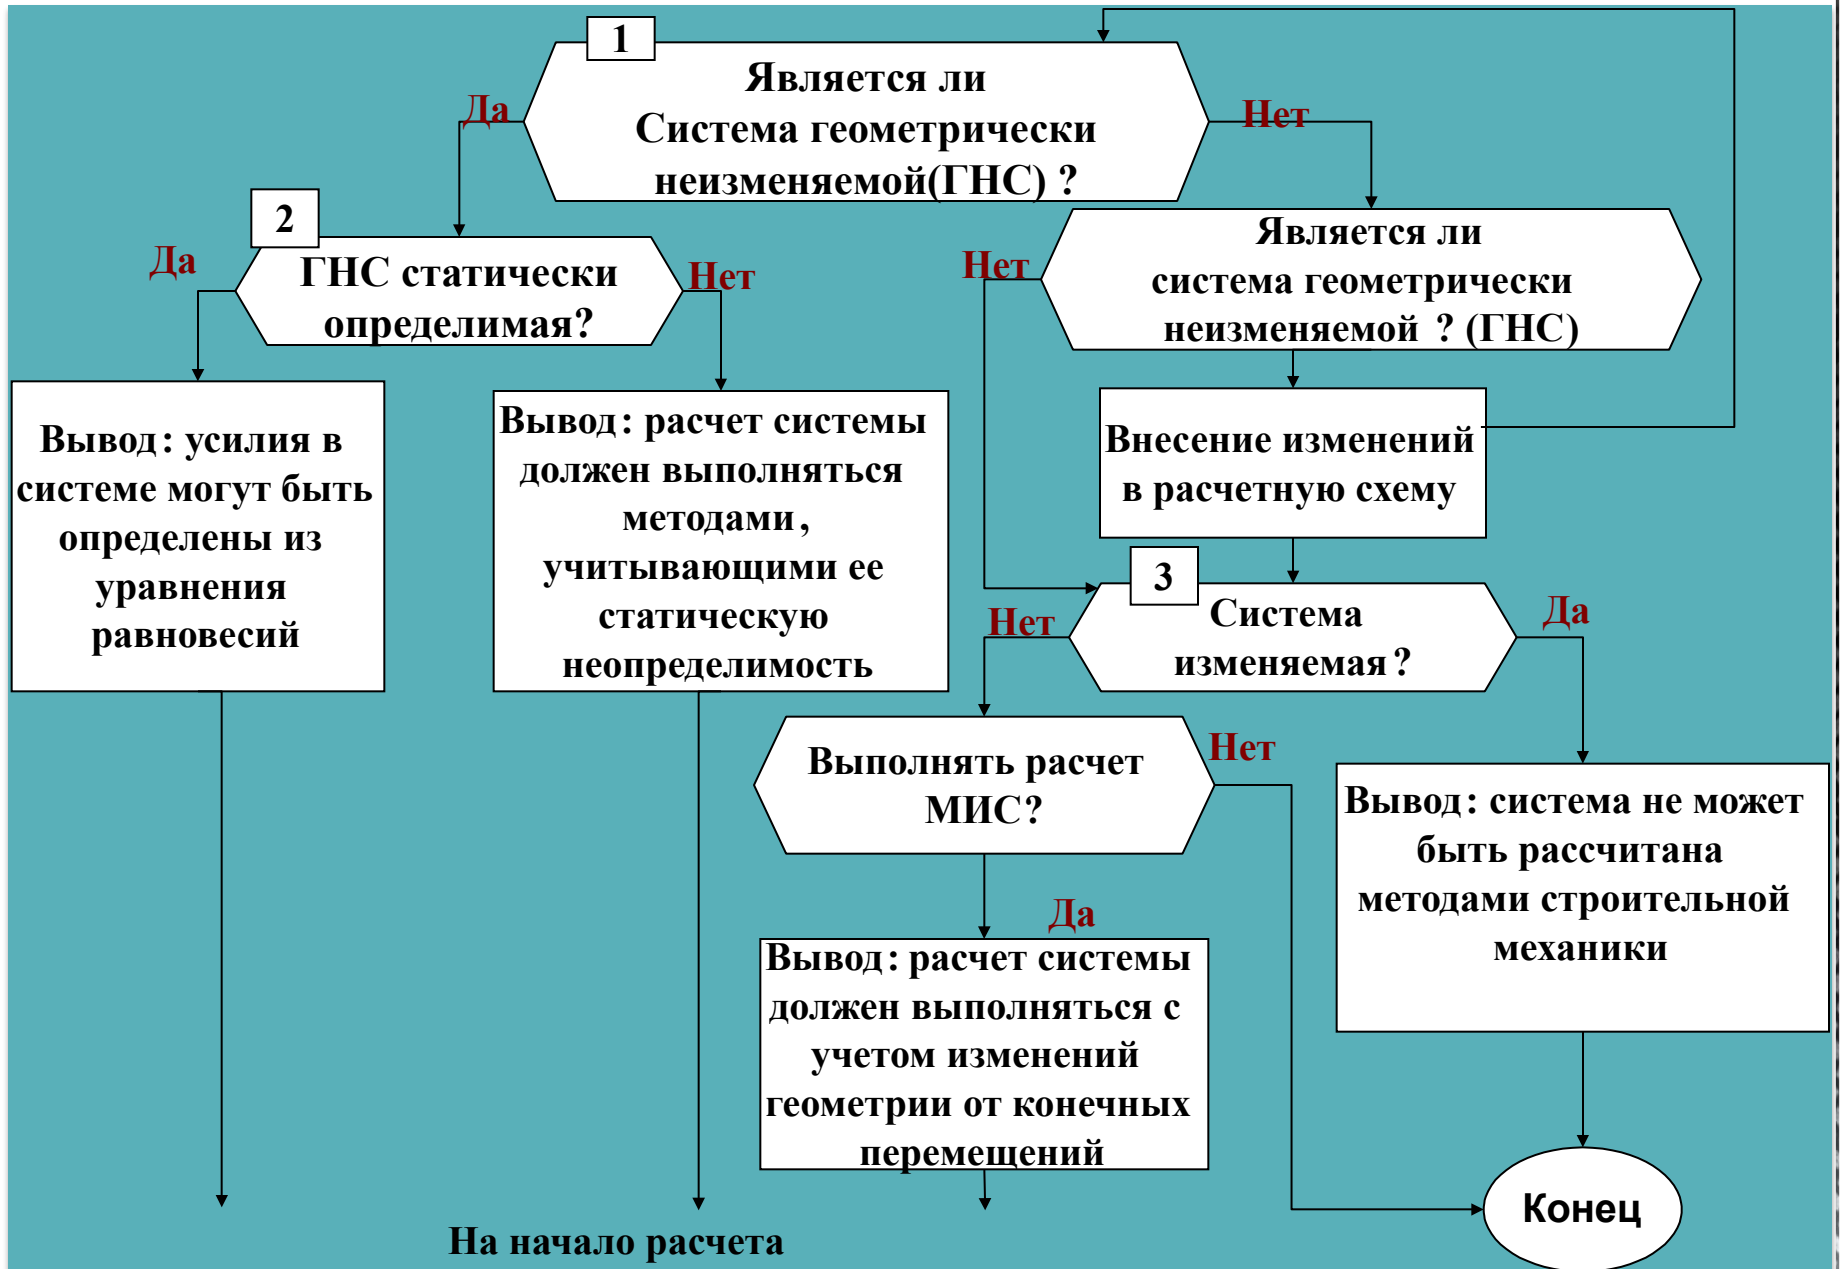 1
Является ли
Система геометрически
неизменяемой(ГНС) ?
Да
Нет
2
ГНС статически
определимая?
Да
Нет
Является ли
система геометрически
неизменяемой ? (ГНС)
Нет
Вывод: усилия в
системе могут быть
определены из
уравнения
равновесий
Вывод: расчет системы
должен выполняться
методами,
учитывающими ее
статическую
неопределимость
Внесение изменений
в расчетную схему
3
Система
изменяемая?
Нет
Да
Выполнять расчет
МИС?
Нет
Да
Вывод: система не может
быть рассчитана
методами строительной
механики
Вывод: расчет системы
должен выполняться с
учетом изменений
геометрии от конечных
перемещений
Конец
На начало расчета